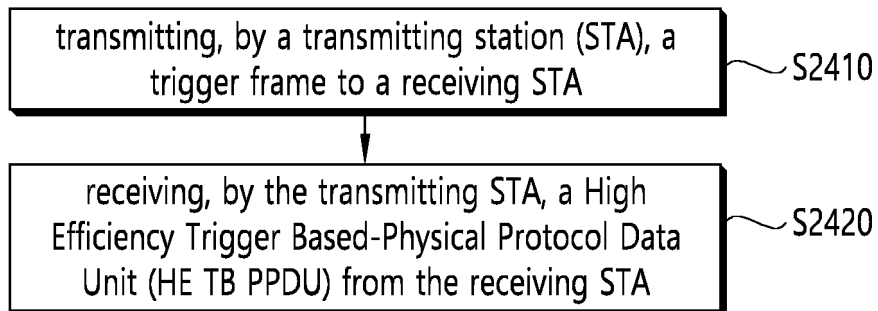 transmitting, by a transmitting station (STA), a
trigger frame to a receiving STA
S2410
receiving, by the transmitting STA, a High
Efficiency Trigger Based-Physical Protocol Data
Unit (HE TB PPDU) from the receiving STA
S2420